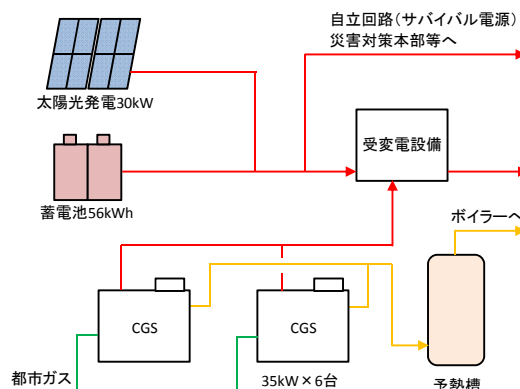 自立回路(サバイバル電源)
災害対策本部等へ
太陽光発電30kW
受変電設備
蓄電池56kWh
ボイラーへ
CGS
CGS
都市ガス
35kW×6台
予熱槽